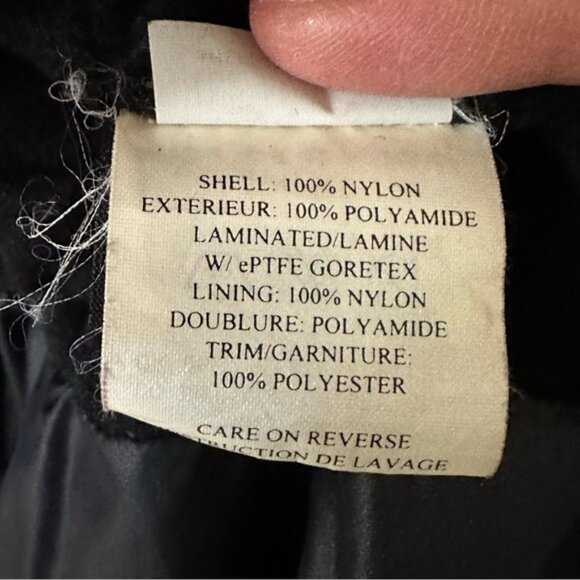 SHELL: 100% NYLON
EXTERIEUR: 100% POLYAMIDE
LAMINATED/LAMINE
W/ ePTFE GORETEX
LINING: 100% NYLON
DOUBLURE: POLYAMIDE
TRIM/GARNITURE:
100% POLYESTER
CARE ON REVERSE
DE LAVAGE